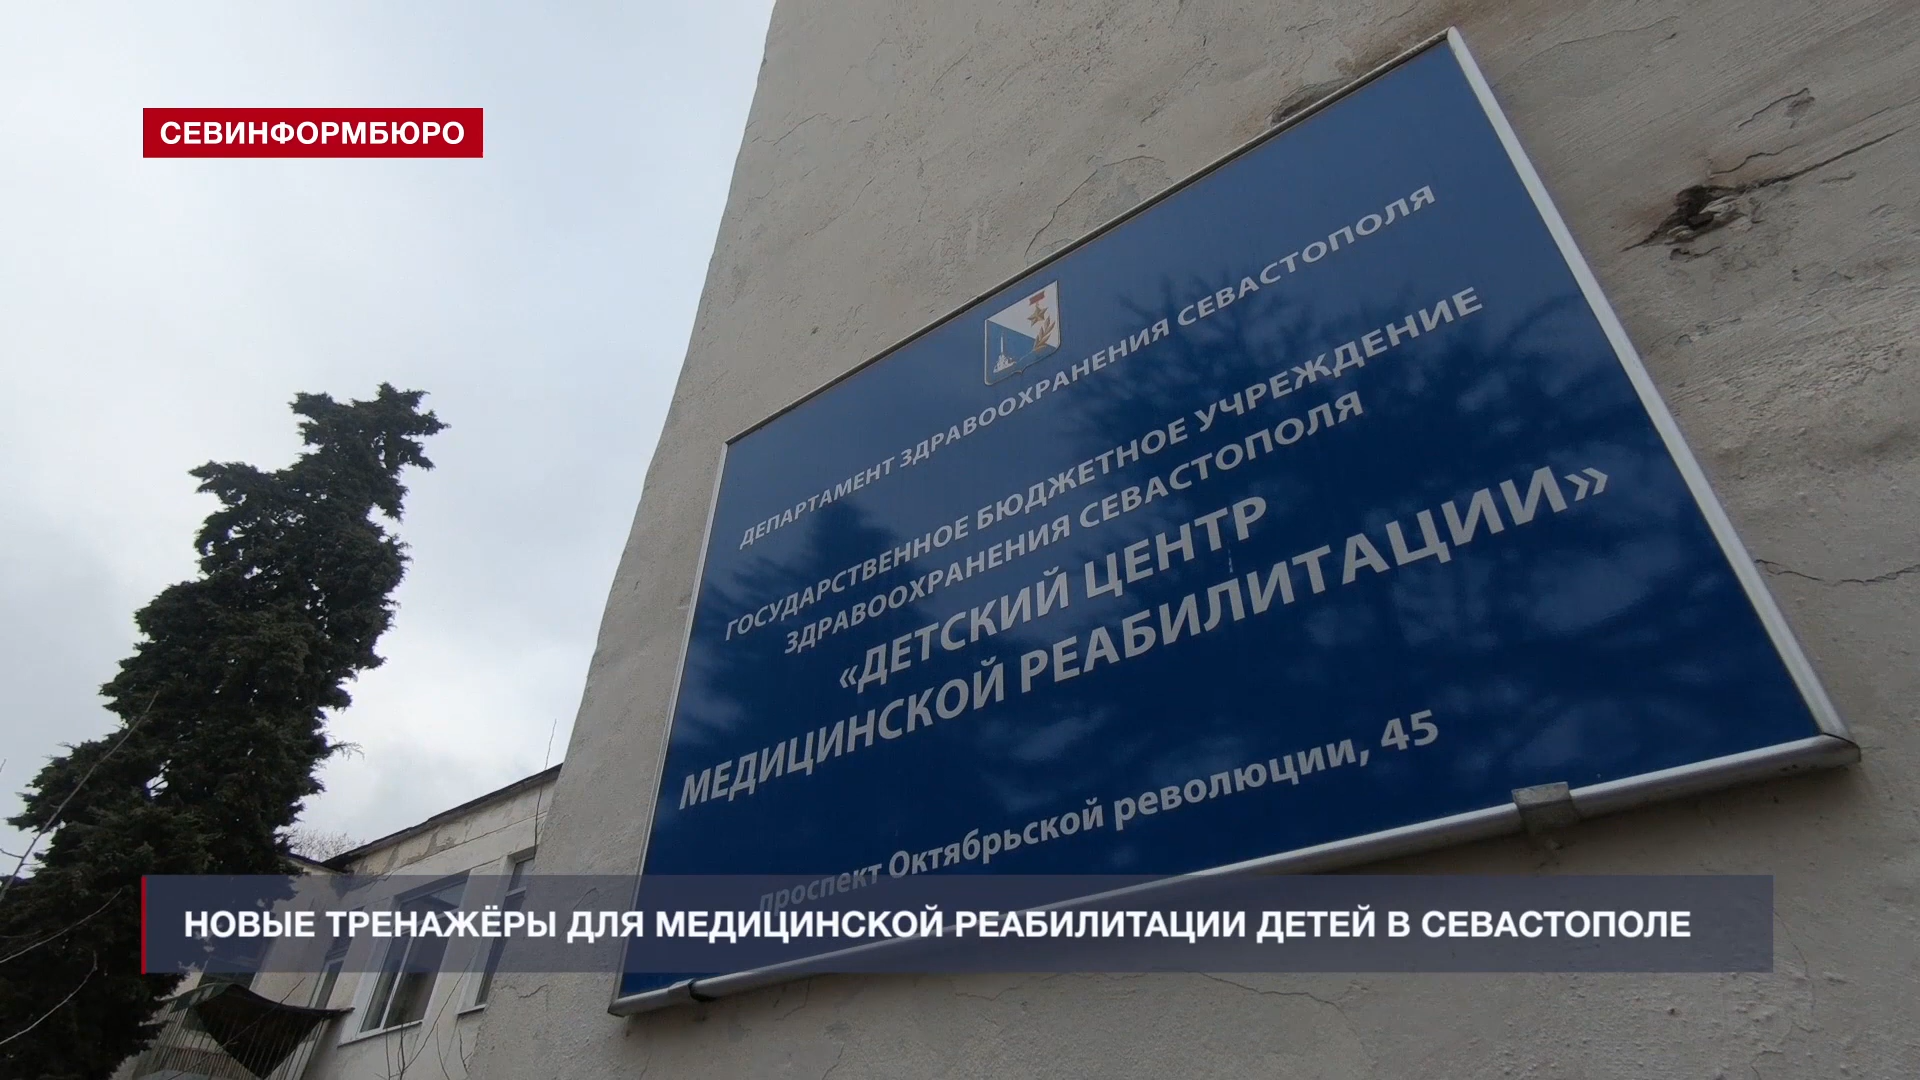 СЕВИНФОРМБЮРО
ДЕПАРТАМЕНТ ЗДРАВООХРАНЕНИЯ СЕВАСТОПОЛЯ
ГОСУДАРСТВЕННОЕ БЮДЖЕТНОЕ УЧРЕЖДЕНИЕ
ЗДРАВООХРАНЕНИЯ СЕВАСТОПОЛЯ
«ДЕТСКИЙ ЦЕНТР
МЕДИЦИНСКОЙ РЕАБИЛИТАЦИИ»
проспект Октябрьской революции, 45
НОВЫЕ ТРЕНАЖЁРЫ ДЛЯ МЕДИЦИНСКОЙ РЕАБИЛИТАЦИИ ДЕТЕЙ В СЕВАСТОПОЛЕ